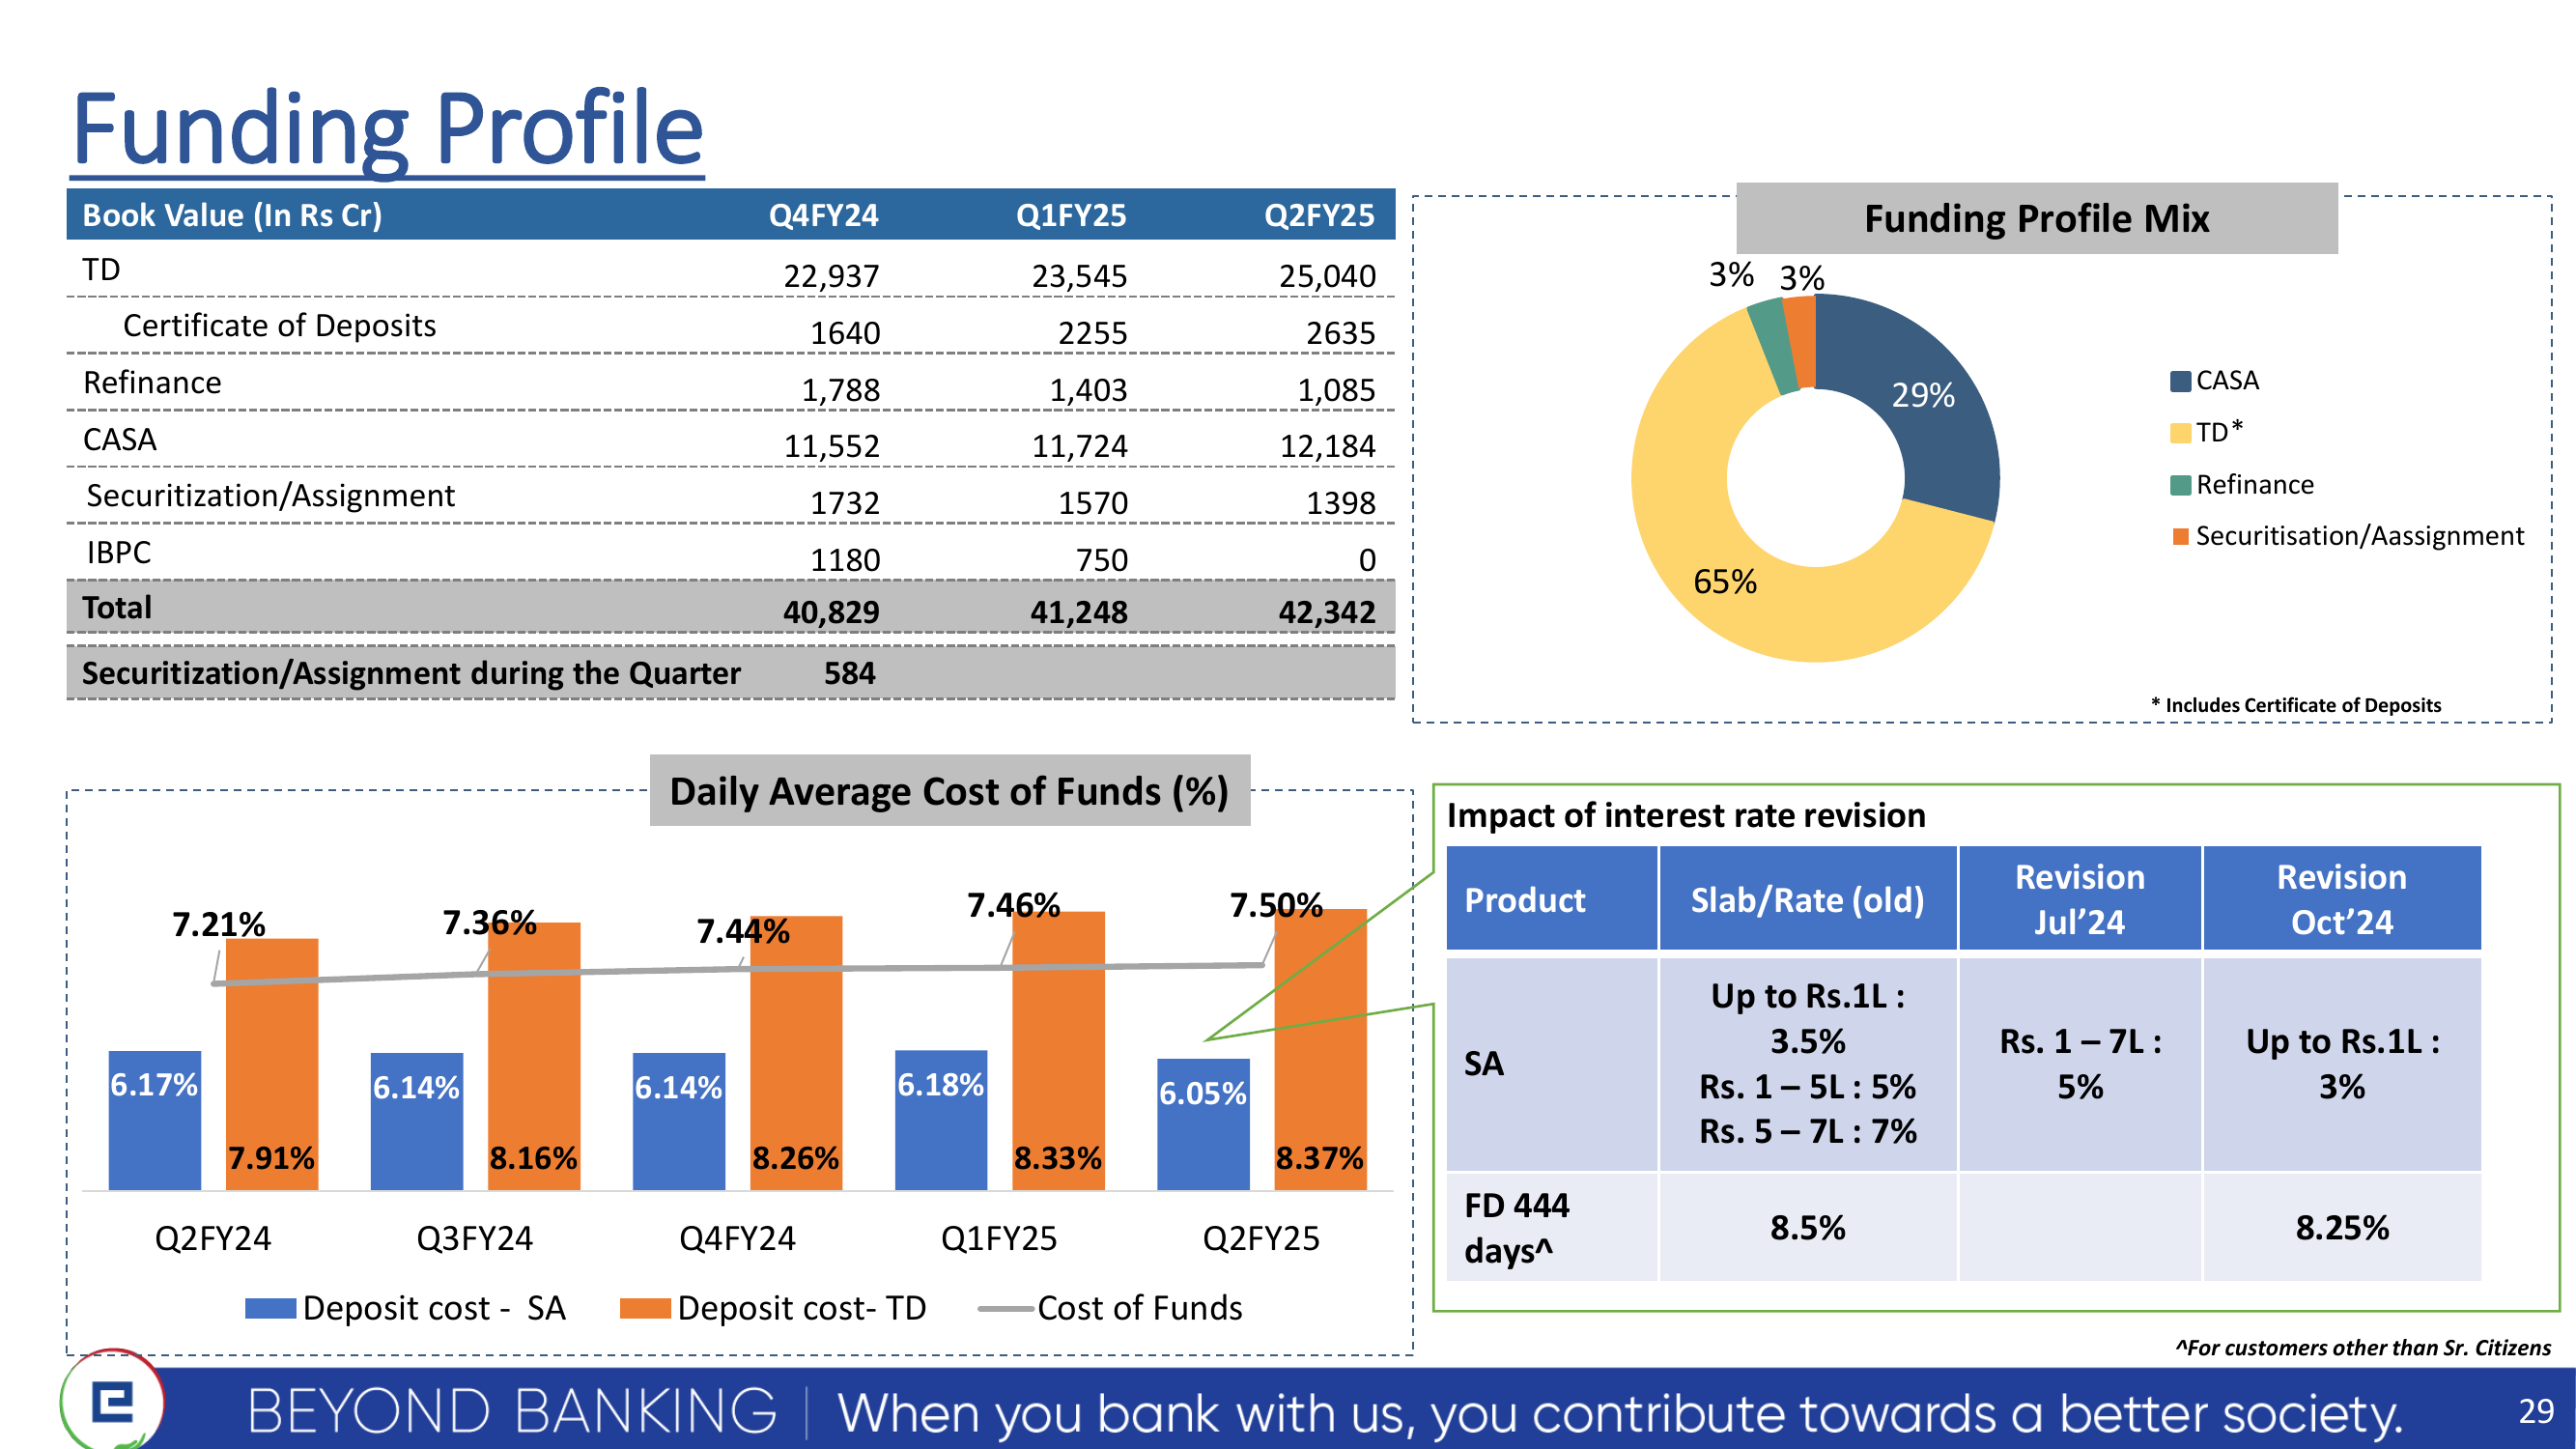 Funding Profile
Book Value (In Rs Cr) Q4FY24 Q1FY25 Q2FY25
TD 22,937 23,545 25,040
Certificate of Deposits 1640 2255 2635
Refinance 1,788 1,403 1,085
CASA 11,552 11,724 12,184
Securitization/Assignment 1732 1570 1398
IBPC 1180 750 0
Total 40,829 41,248 42,342
Securitization/Assignment during the Quarter 584
Funding Profile Mix
3% 3%
29%
65%
CASA
TD*
Refinance
Securitisation/Aassignment
* Includes Certificate of Deposits
Daily Average Cost of Funds (%)
7.21% 7.36% 7.44% 7.46% 7.50%
6.17% 6.14% 6.14% 6.18% 6.05%
7.91% 8.16% 8.26% 8.33% 8.37%
Q2FY24 Q3FY24 Q4FY24 Q1FY25 Q2FY25
Deposit cost - SA Deposit cost- TD Cost of Funds
Impact of interest rate revision
Product Slab/Rate (old) Revision Jul’24 Revision Oct’24
SA
Up to Rs.1L :
3.5%
Rs. 1 – 5L : 5%
Rs. 5 – 7L : 7%
Rs. 1 – 7L :
5%
Up to Rs.1L :
3%
FD 444
days^
8.5%
8.25%
^For customers other than Sr. Citizens
BEYOND BANKING When you bank with us, you contribute towards a better society.
29